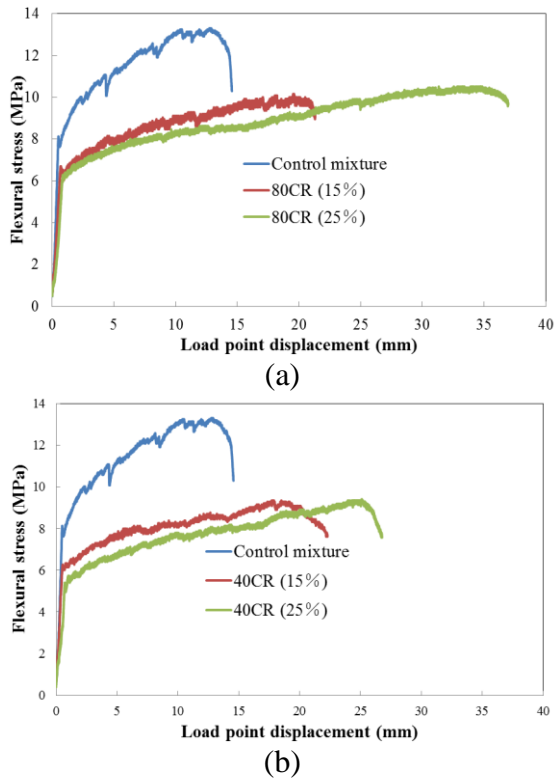 14
12
10
8
6
4
2
0
Flexural stress (MPa)
Control mixture
80CR (15%)
80CR (25%)
0 5 10 15 20 25 30 35 40
Load point displacement (mm)
(a)
14
12
10
8
6
4
2
0
Flexural stress (MPa)
Control mixture
40CR (15%)
40CR (25%)
0 5 10 15 20 25 30 35 40
Load point displacement (mm)
(b)